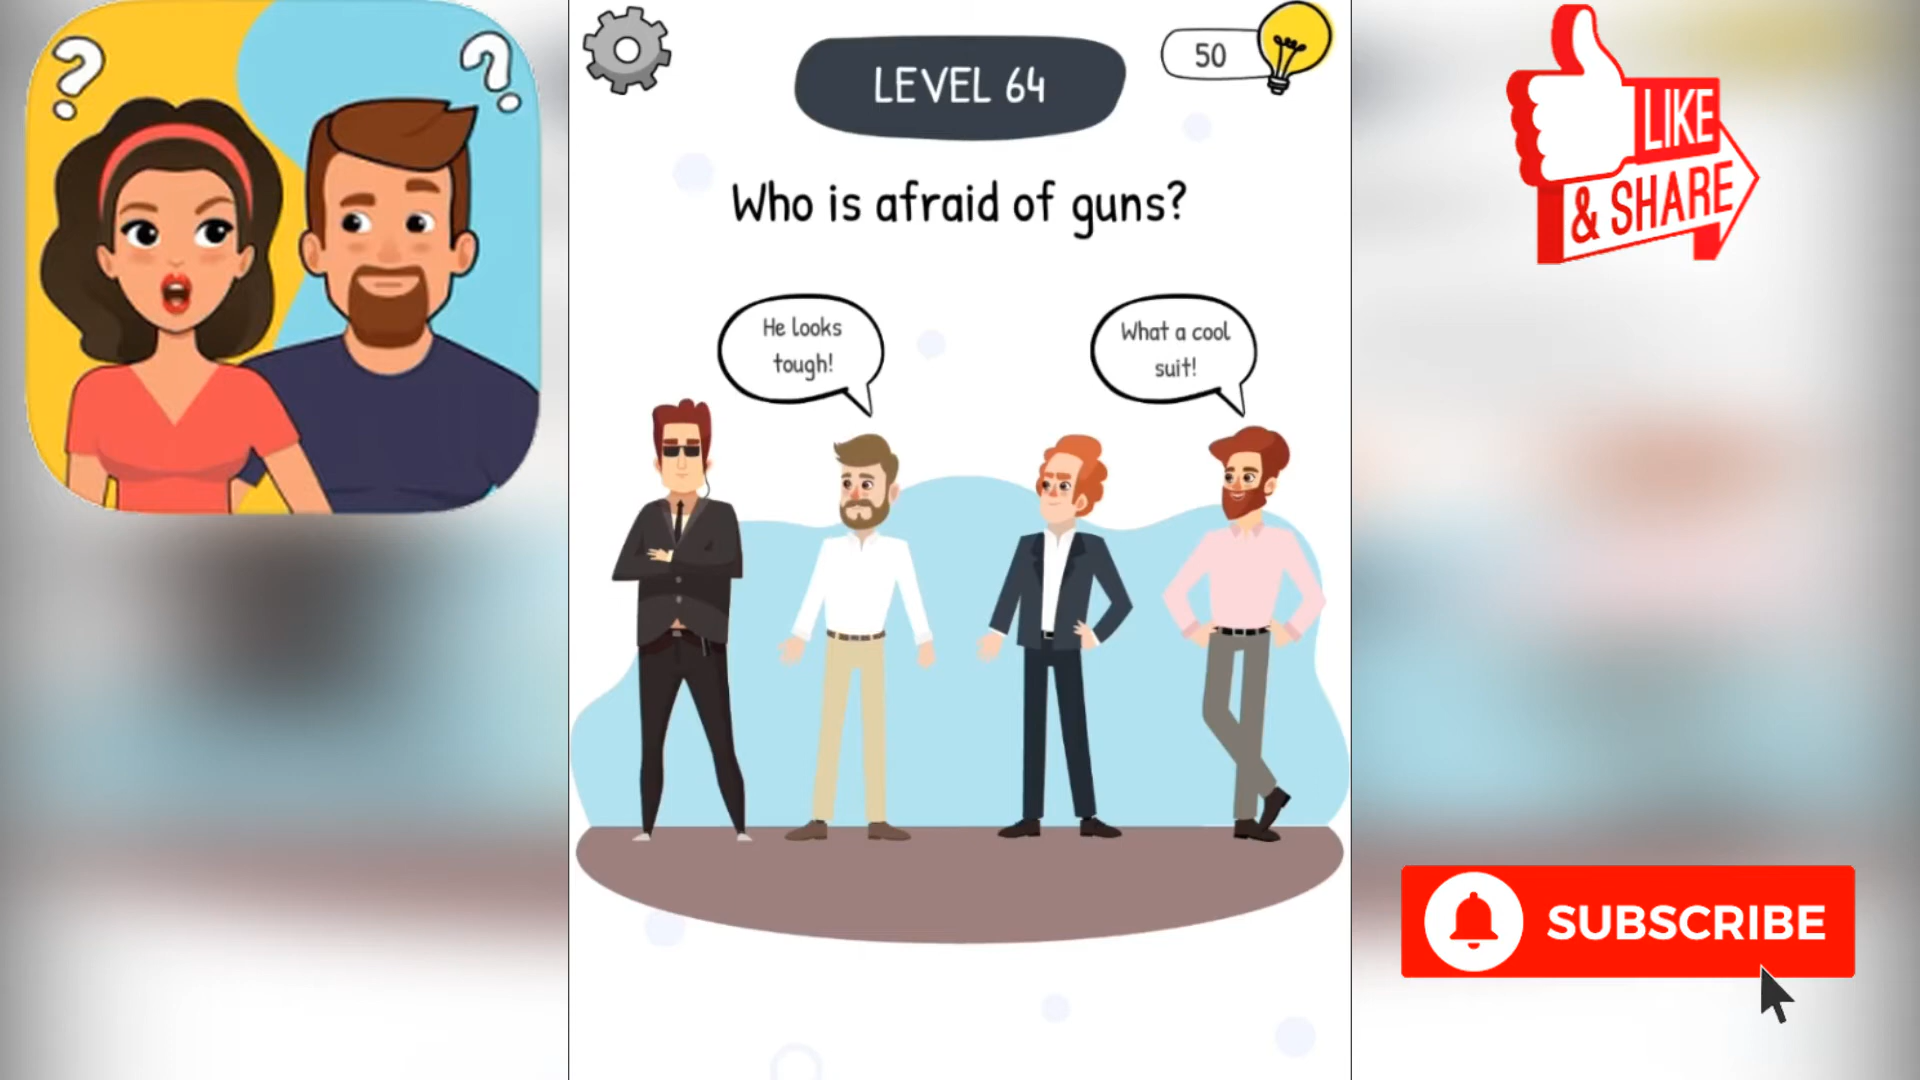 ?
?
LEVEL 64
50
LIKE
& SHARE
Who is afraid of guns?
He looks
tough!
What a cool
suit!
SUBSCRIBE